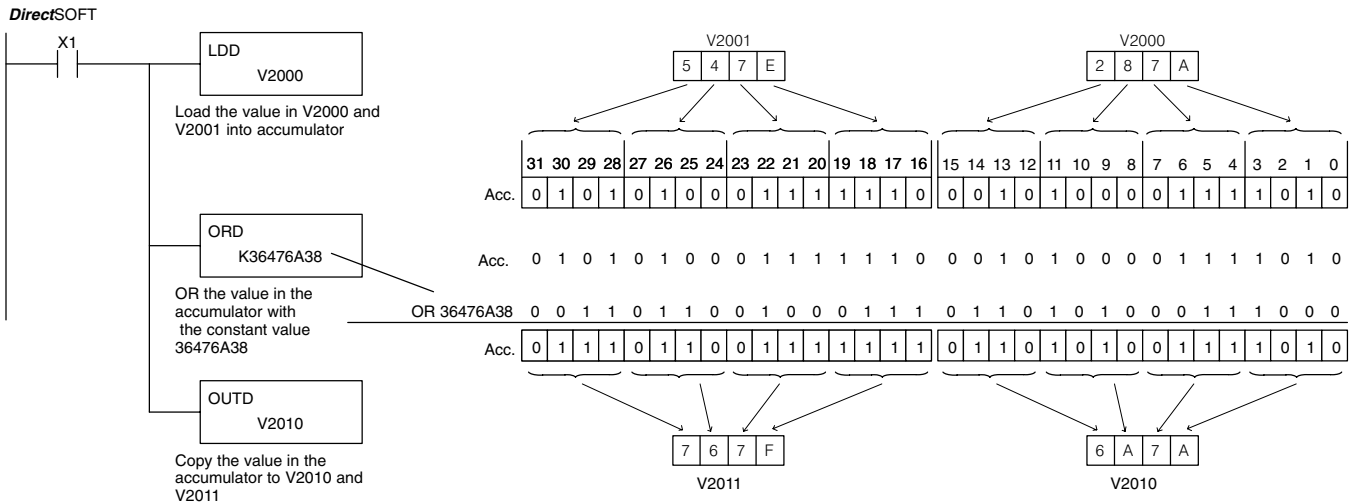 DirectSOFT
X1
LDD
V2000
Load the value in V2000 and
V2001 into accumulator
ORD
K36476A38
OR the value in the
accumulator with
the constant value
36476A38
OUTD
V2010
Copy the value in the
accumulator to V2010 and
V2011
V2001 V2000
5 4 7 E 2 8 7 A
31 30 29 28 27 26 25 24 23 22 21 20 19 18 17 16 15 14 13 12 11 10 9 8 7 6 5 4 3 2 1 0
Acc. 0 1 0 1 0 1 0 0 0 1 1 1 1 1 1 0 0 0 1 0 1 0 0 0 0 1 1 1 1 0 1 0
Acc. 0 1 0 1 0 1 0 0 0 1 1 1 1 1 1 0 0 0 1 0 1 0 0 0 0 1 1 1 1 0 1 0
OR 36476A38 0 0 1 1 0 1 1 0 0 1 0 0 0 1 1 1 0 1 1 0 1 0 1 0 0 0 1 1 1 0 0 0
Acc. 0 1 1 1 0 1 1 0 0 1 1 1 1 1 1 1 0 1 1 0 1 0 1 0 0 1 1 1 1 0 1 0
7 6 7 F 6 A 7 A
V2011 V2010